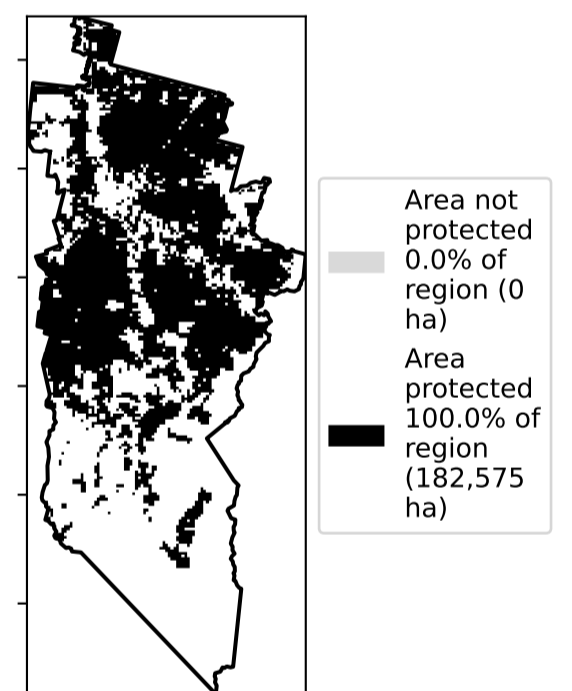 Area not
protected
0.0% of
region (0
ha)
Area
protected
100.0% of
region
(182,575
ha)